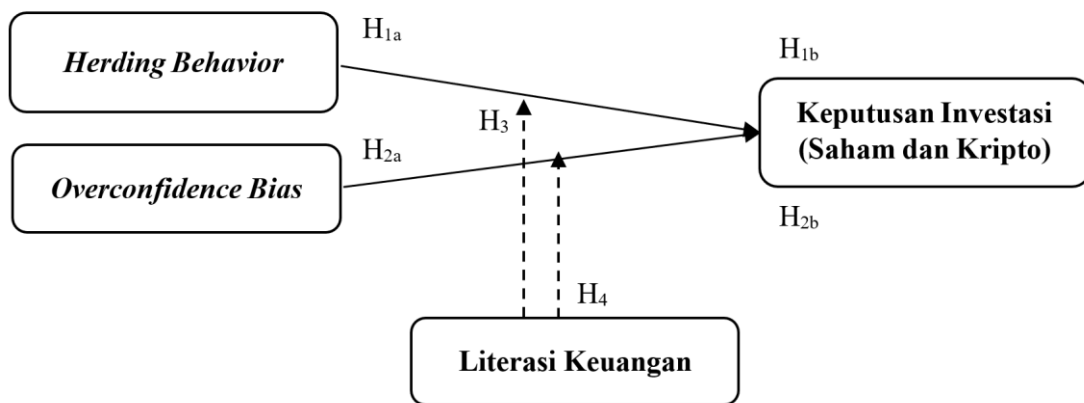 H1a
Herding Behavior
H1b
Keputusan Investasi
(Saham dan Kripto)
H3
H2a
Overconfidence Bias
H2b
H4
Literasi Keuangan